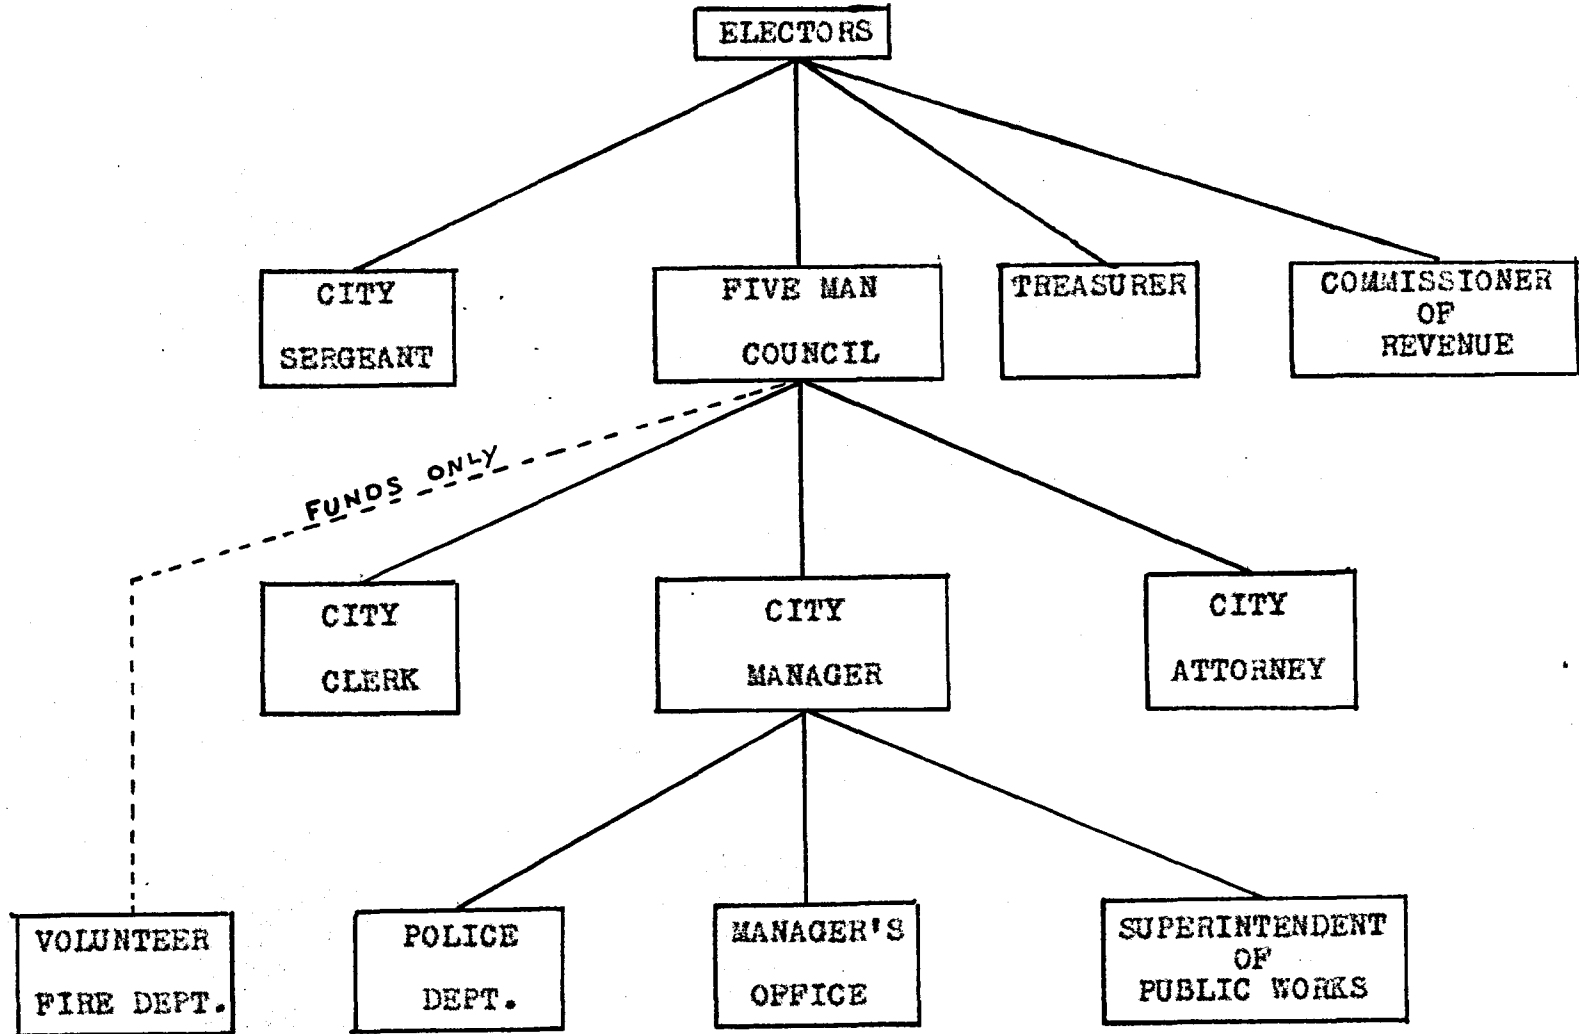 ELECTORS
CITY
SERGEANT
FIVE MAN
COUNCIL
TREASURER
COMMISSIONER
OF
REVENUE
FUNDS ONLY
CITY
CLERK
CITY
MANAGER
CITY
ATTORNEY
VOLUNTEER
FIRE DEPT.
POLICE
DEPT.
MANAGER'S
OFFICE
SUPERINTENDENT
OF
PUBLIC WORKS